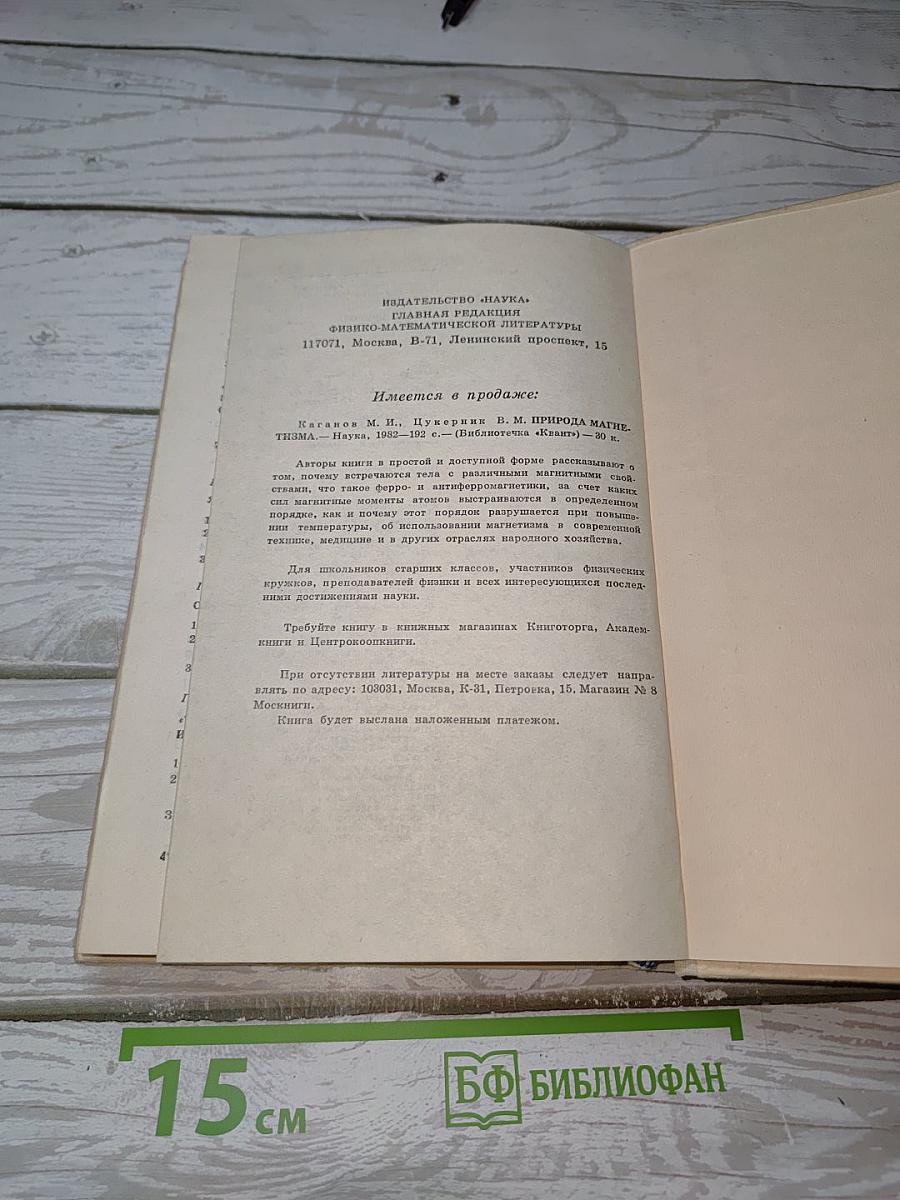 ИЗДАТЕЛЬСТВО «НАУКА»
ГЛАВНАЯ РЕДАКЦИЯ
ФИЗИКО-МАТЕМАТИЧЕСКОЙ ЛИТЕРАТУРЫ
117071, Москва, В-71, Ленинский проспект, 15
Имеется в продаже:
Каганов М. И., Цукерник В. М. ПРИРОДА МАГНЕ-
ТИЗМА.— Наука, 1982—192 с.— (Библиотечка «Квант») — 30 к.
Авторы книги в простой и доступной форме рассказывают о
том, почему встречаются тела с различными магнитными свой-
ствами, что такое ферро- и антиферромагнетики, за счет каких
сил магнитные моменты атомов выстраиваются в определенном
порядке, как и почему этот порядок разрушается при повыше-
нии температуры, об использовании магнетизма в современной
технике, медицине и в других отраслях народного хозяйства.
Для школьников старших классов, участников физических
кружков, преподавателей физики и всех интересующихся послед-
ними достижениями науки.
Требуйте книгу в книжных магазинах Книготорга, Академ-
книги и Центрокоопкниги.
При отсутствии литературы на месте заказы следует напра-
влять по адресу: 103031, Москва, К-31, Петровка, 15. Магазин № 8
Москниги.
Книга будет выслана наложенным платежом.
15 см
БФ БИБЛИОФАН